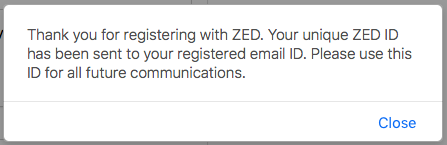 Thank you for registering with ZED. Your unique ZED ID
has been sent to your registered email ID. Please use this
ID for all future communications.
Close